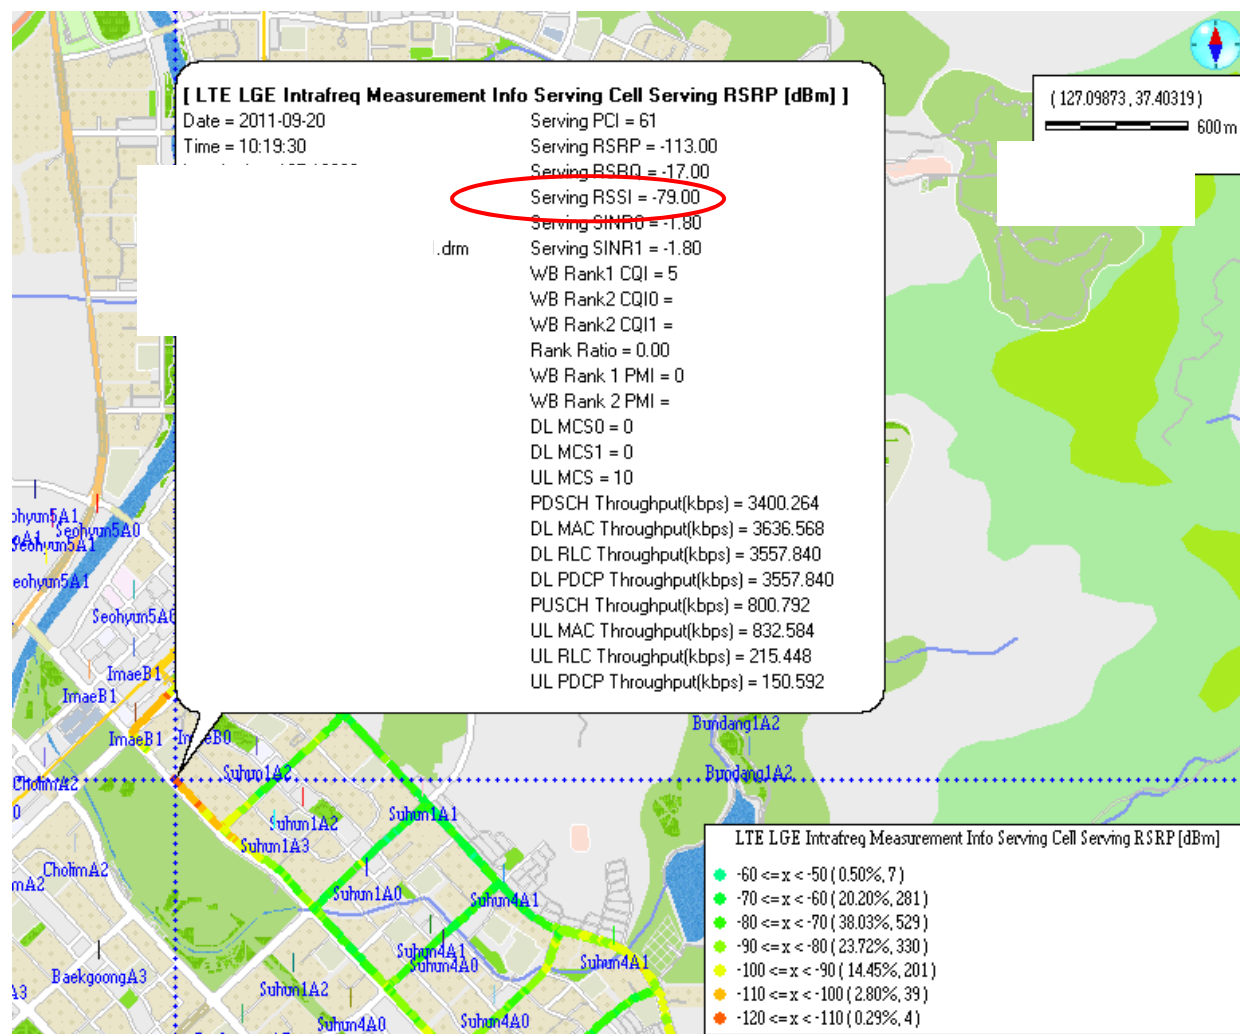 [ LTE LGE Intrafreq Measurement Info Serving Cell Serving RSRP [dBm] ]
Date = 2011-09-20
Time = 10:19:30
.drm
Serving PCI = 61
Serving RSRP = -113.00
Serving RSRQ = -17.00
Serving RSSI = -79.00
Serving SINR0 = -1.80
Serving SINR1 = -1.80
WB Rank1 CQI = 5
WB Rank2 CQI0 =
WB Rank2 CQI1 =
Rank Ratio = 0.00
WB Rank 1 PMI = 0
WB Rank 2 PMI =
DL MCS0 = 0
DL MCS1 = 0
UL MCS = 10
PDSCH Throughput(kbps) = 3400.264
DL MAC Throughput(kbps) = 3636.568
DL RLC Throughput(kbps) = 3557.840
DL PDCP Throughput(kbps) = 3557.840
PUSCH Throughput(kbps) = 800.792
UL MAC Throughput(kbps) = 832.584
UL RLC Throughput(kbps) = 215.448
UL PDCP Throughput(kbps) = 150.592
( 127.09873 , 37.40319 )
600 m
Seohyun5A0
Seohyun5A1
eohyun5A1
ImaeB1
ImaeB1
ImaeB1
Bundang1A2
Bundang1A2
Suhun1A2
CholimA2
0
Suhun1A1
Suhun1A2
Suhun1A3
CholimA2
mA2
Suhun1A0
Suhun4A1
Suhun4A1
Suhun4A0
Suhun4A1
BaekgoongA3
A3
Suhun1A2
Suhun4A0
Suhun4A0
LTE LGE Intrafreq Measurement Info Serving Cell Serving RSRP [dBm]
-60 <= x < -50 ( 0.50%, 7 )
-70 <= x < -60 ( 20.20%, 281 )
-80 <= x < -70 ( 38.03%, 529 )
-90 <= x < -80 ( 23.72%, 330 )
-100 <= x < -90 ( 14.45%, 201 )
-110 <= x < -100 ( 2.80%, 39 )
-120 <= x < -110 ( 0.29%, 4 )